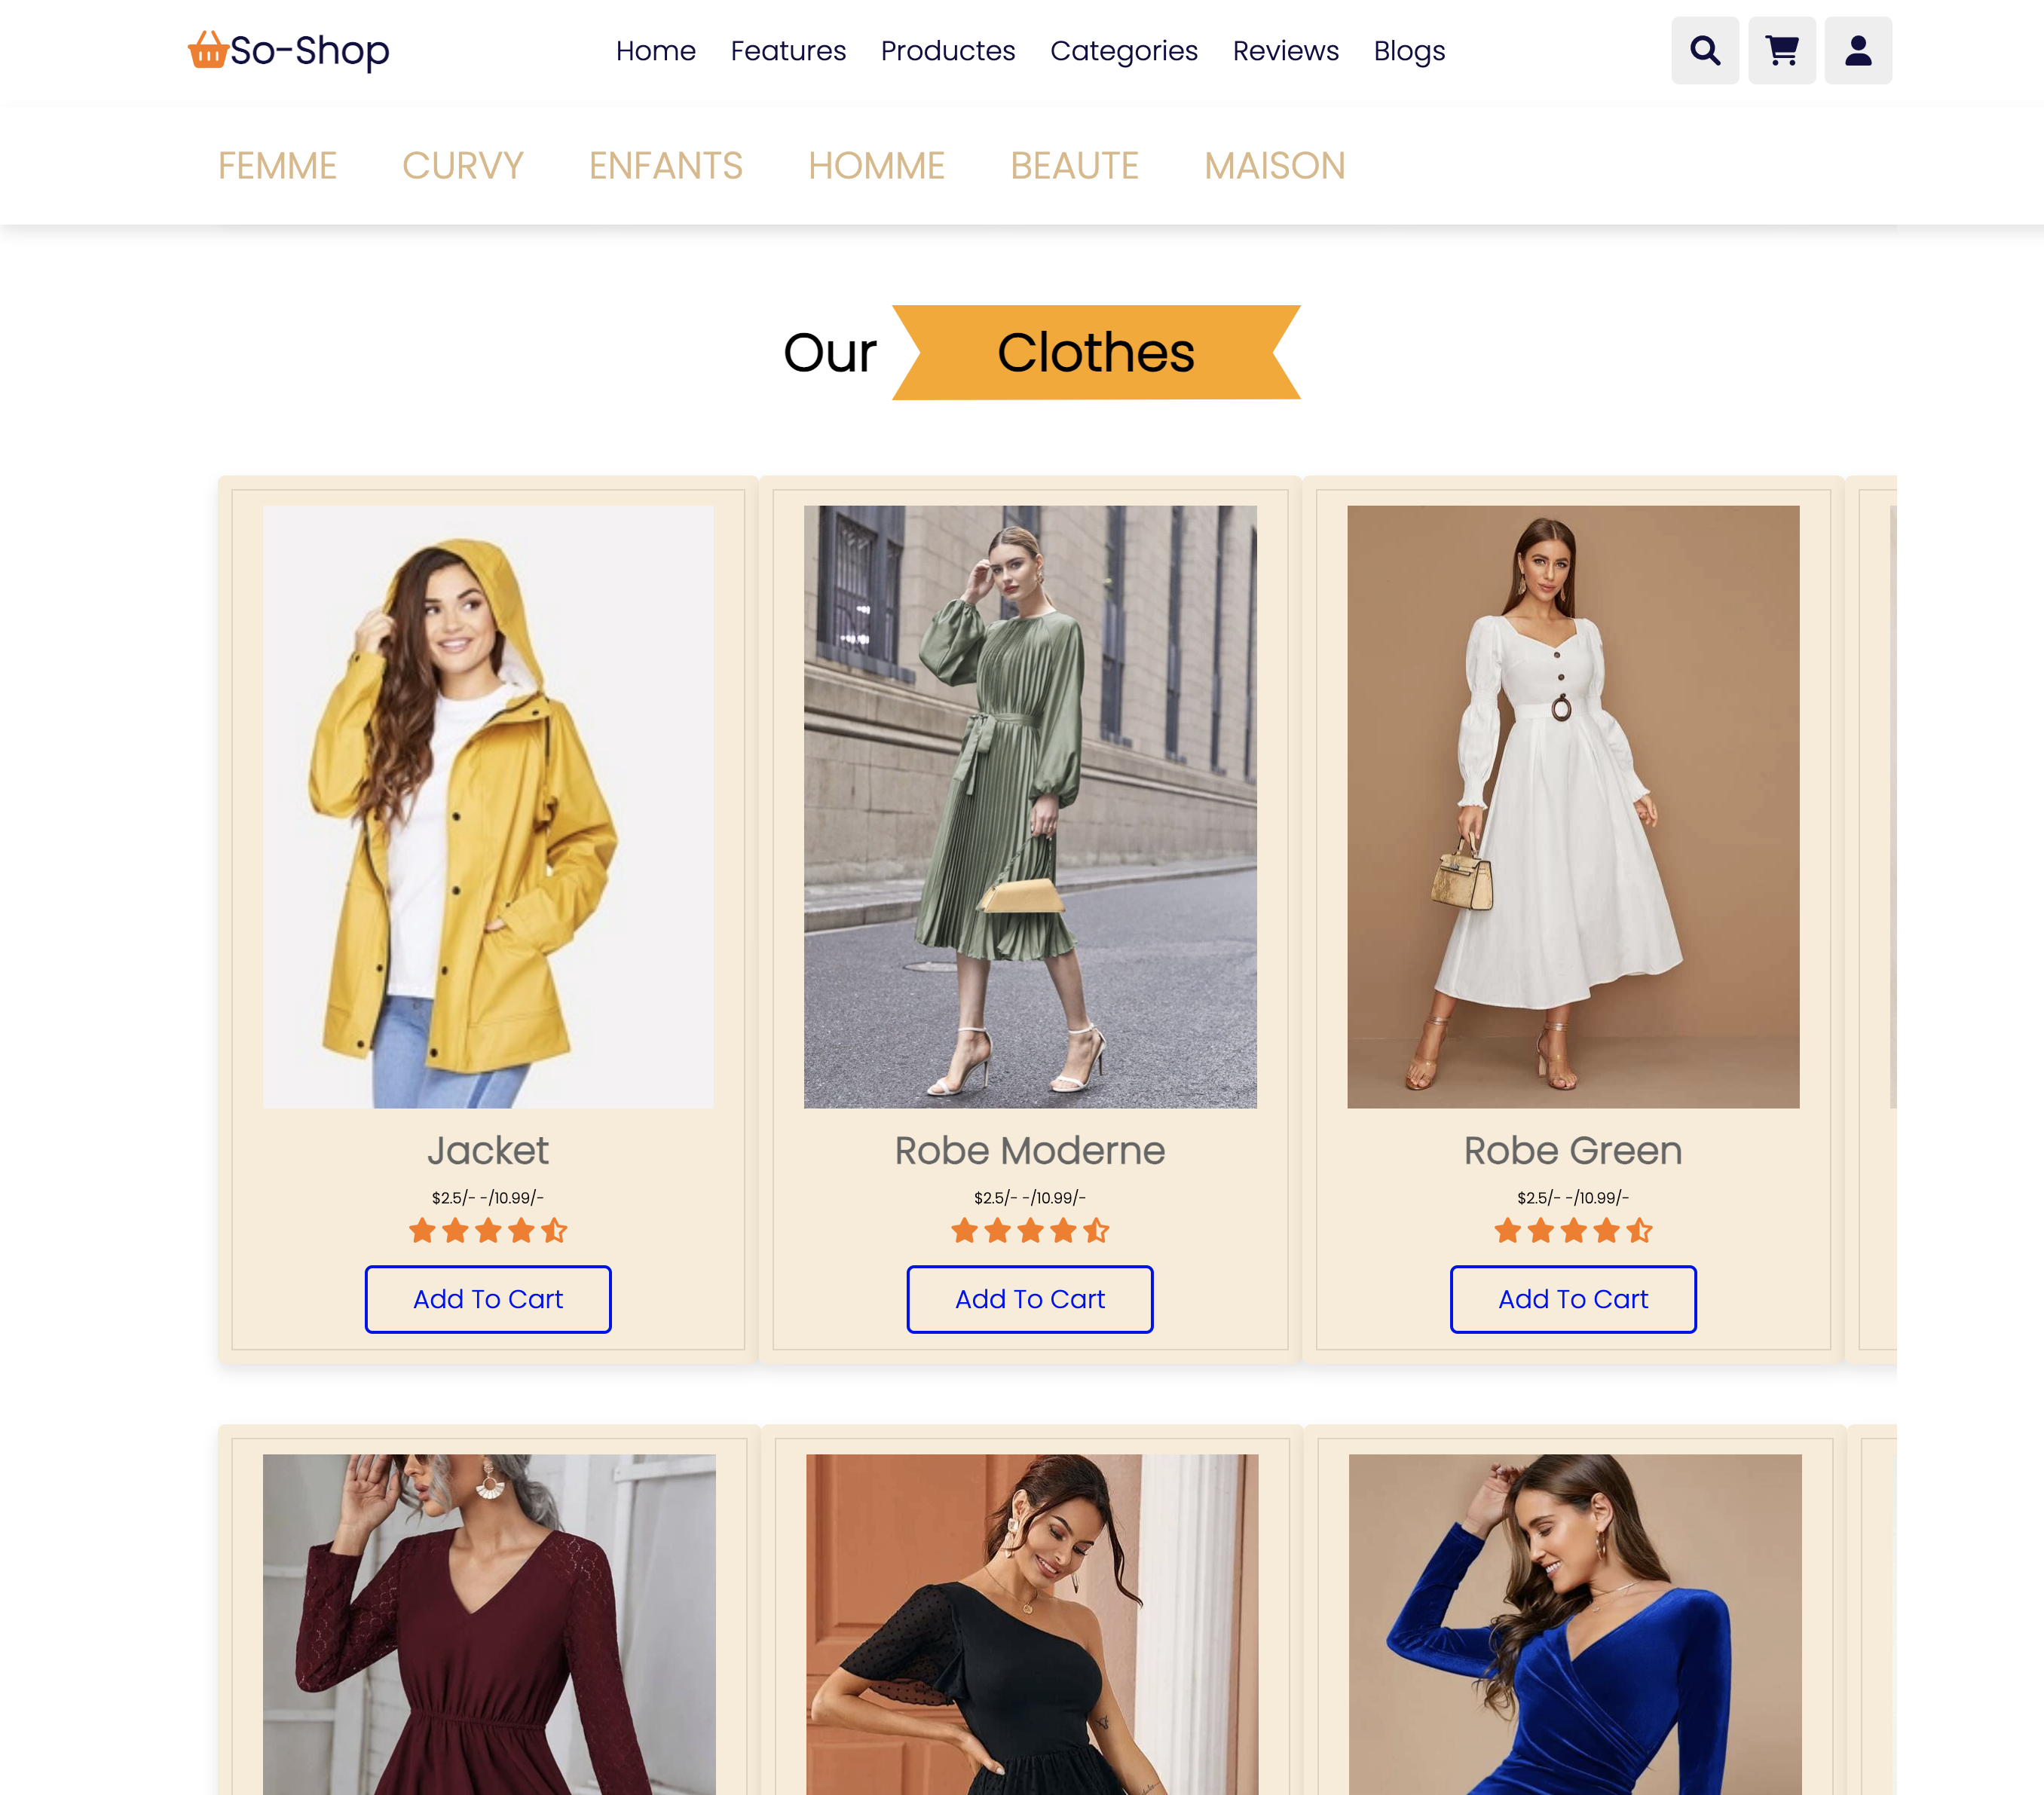 So-Shop
Home Features Productes Categories Reviews Blogs
FEMME CURVY ENFANTS HOMME BEAUTE MAISON
Our Clothes
Jacket
$2.5/- -/10.99/-
Add To Cart
Robe Moderne
$2.5/- -/10.99/-
Add To Cart
Robe Green
$2.5/- -/10.99/-
Add To Cart